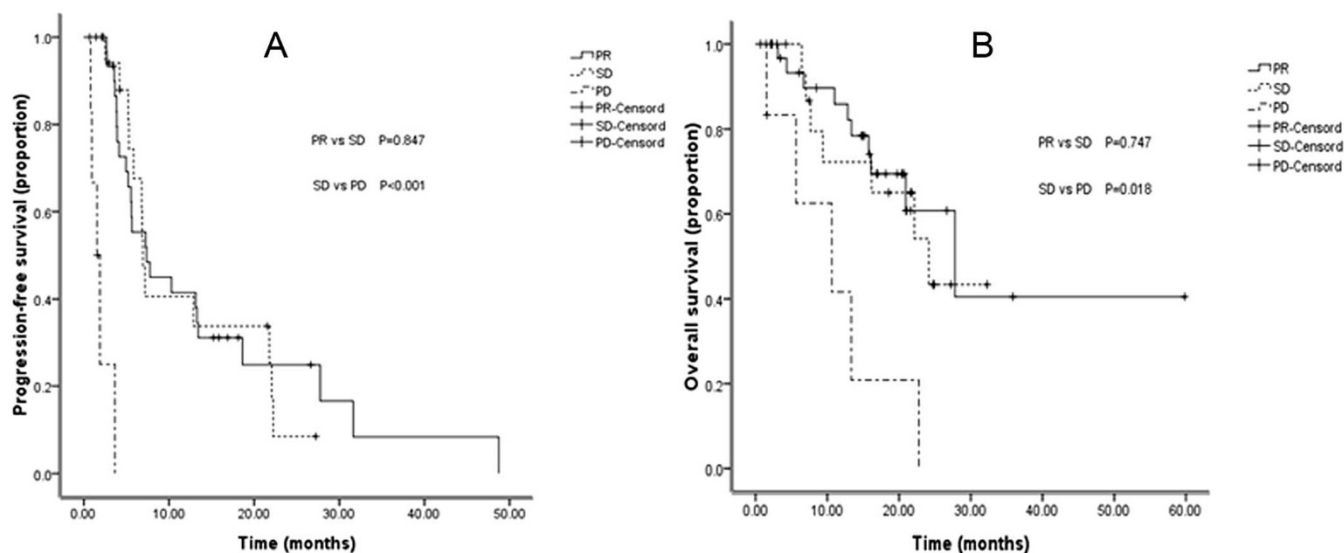 A
1.0
0.8
0.6
0.4
0.2
0.0
Progression-free survival (proportion)
PR
SD
PD
PR-Censord
SD-Censord
PD-Censord
PR vs SD P=0.847
SD vs PD P<0.001
0.00 10.00 20.00 30.00 40.00 50.00
Time (months)
B
1.0
0.8
0.6
0.4
0.2
0.0
Overall survival (proportion)
PR
SD
PD
PR-Censord
SD-Censord
PD-Censord
PR vs SD P=0.747
SD vs PD P=0.018
0.00 10.00 20.00 30.00 40.00 50.00 60.00
Time (months)